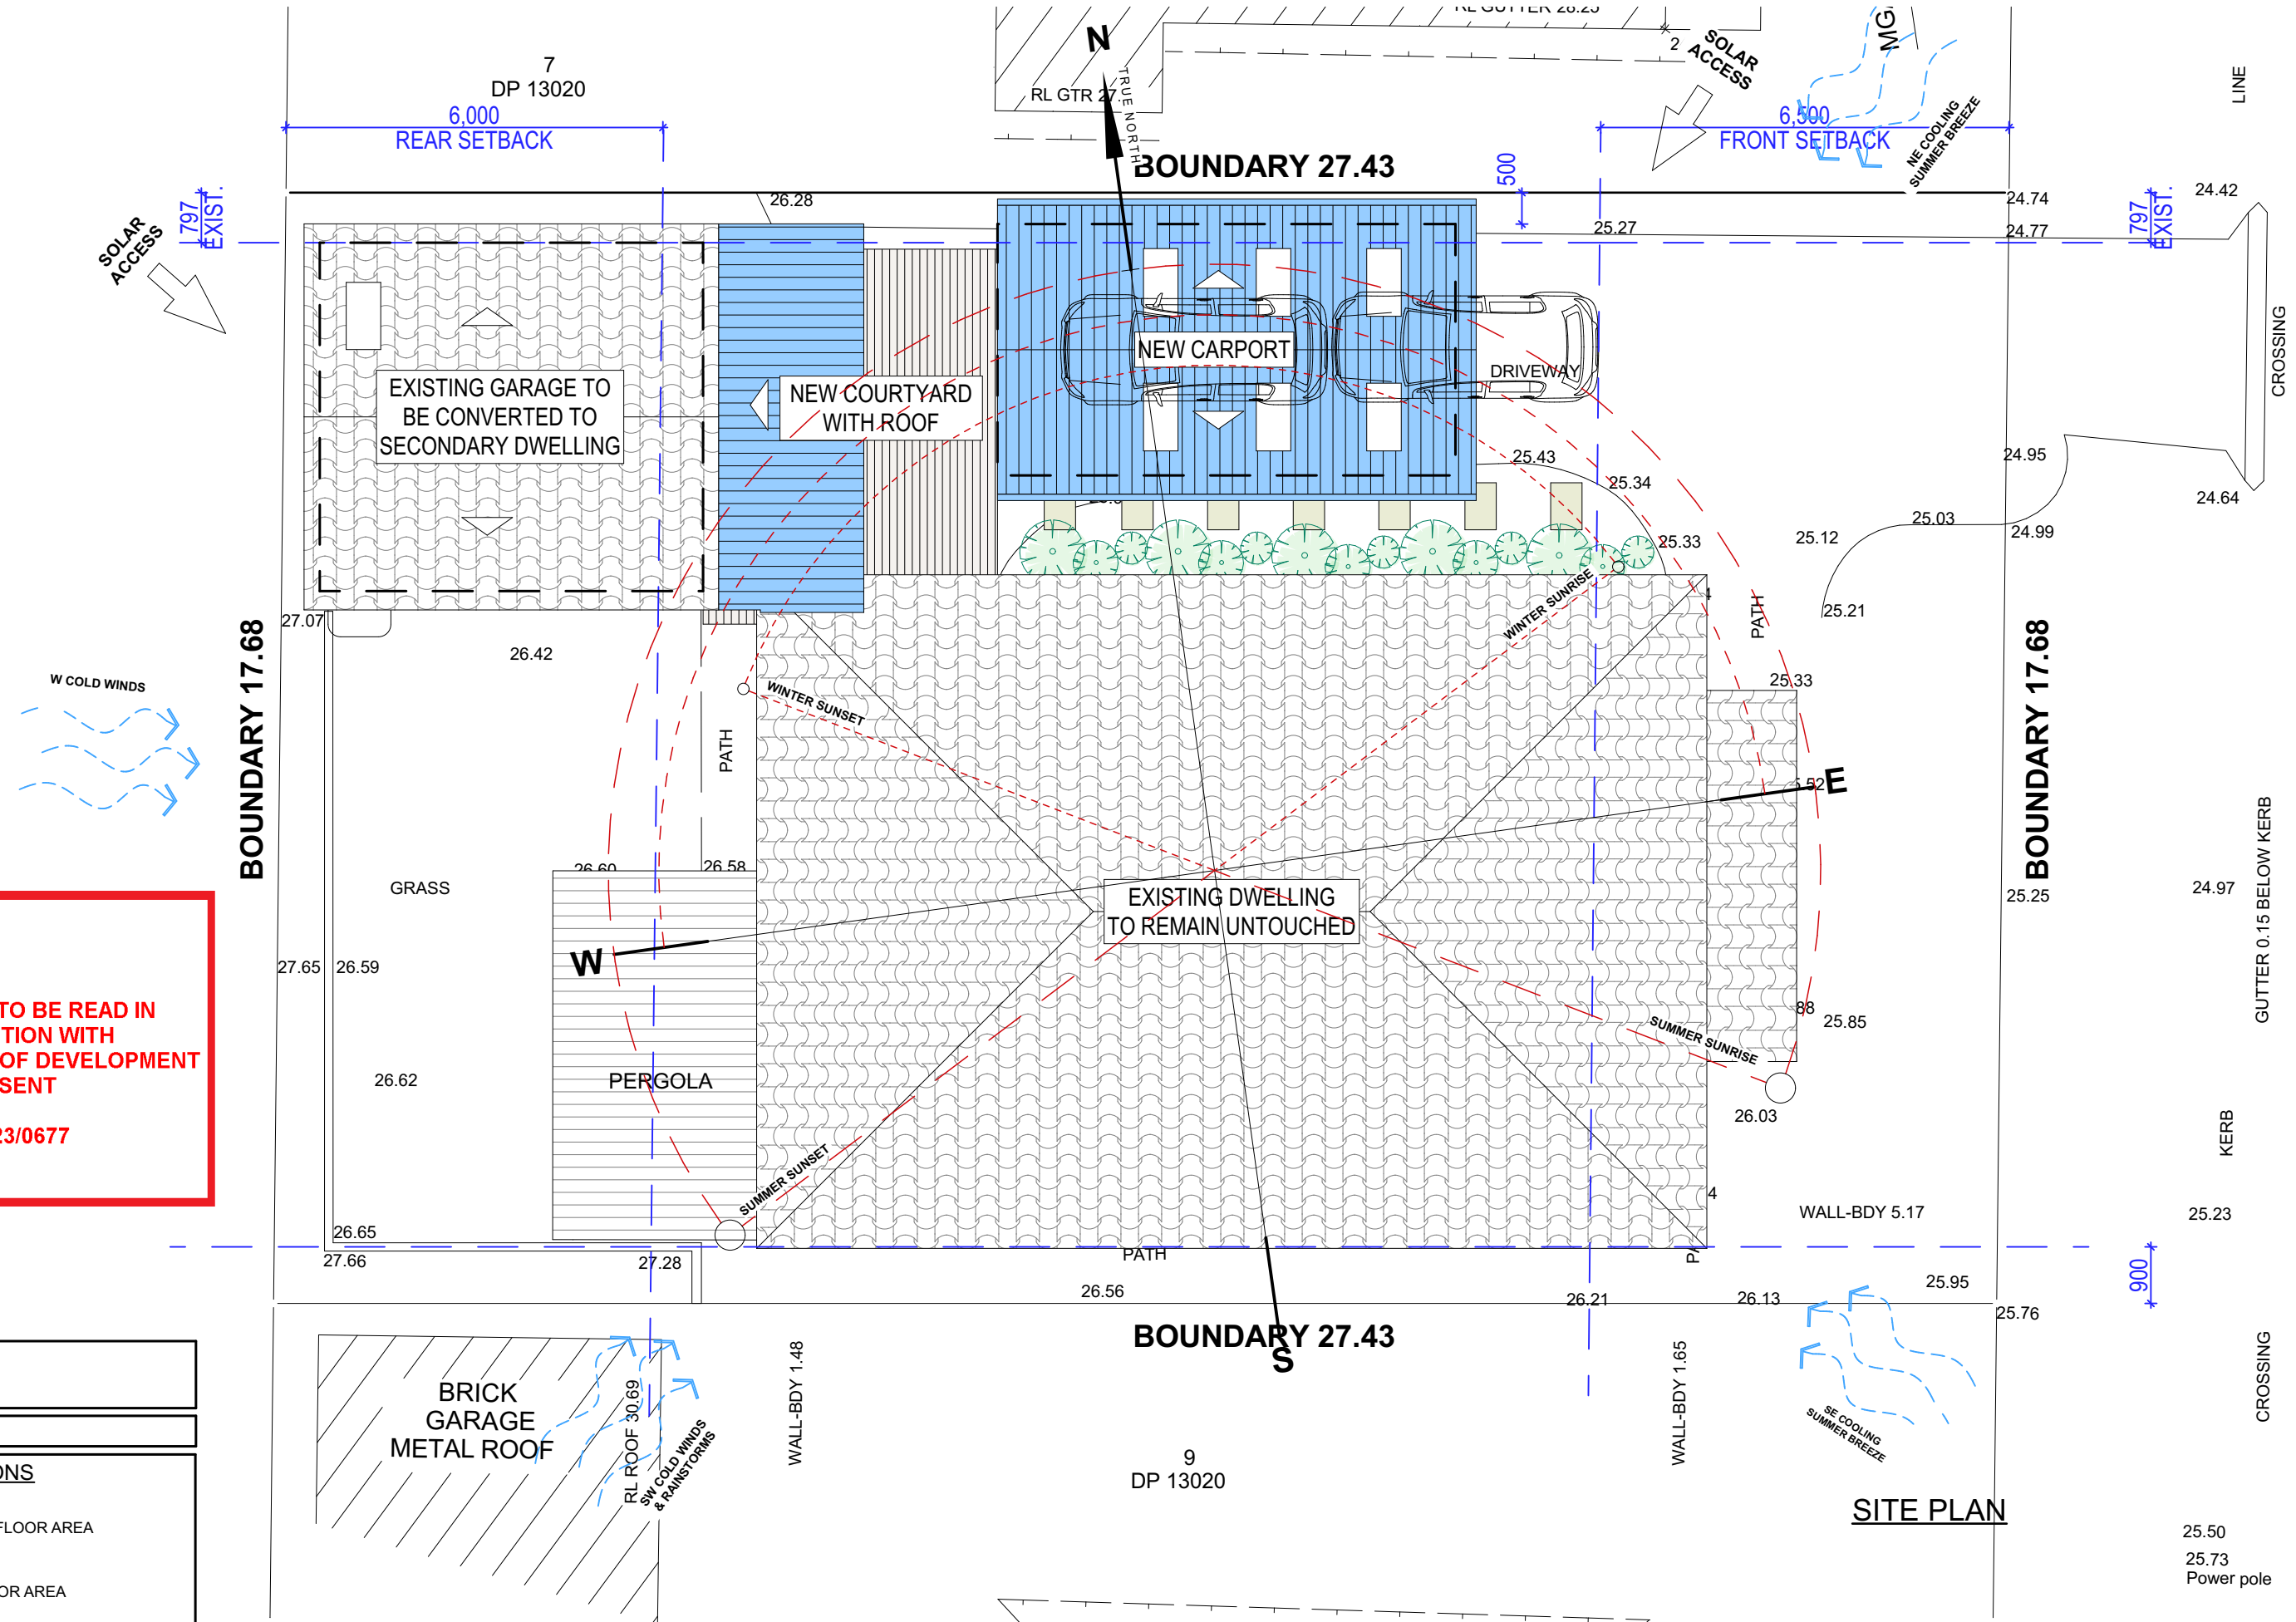 7
DP 13020
6,000
REAR SETBACK
N
TRUE NORTH
RL GTR 27.
RL GUTTER 28.25
2
SOLAR
ACCESS
6,500
FRONT SETBACK
NE COOLING
SUMMER BREEZE
LINE
BOUNDARY 27.43
500
797
EXIST.
797
EXIST.
SOLAR
ACCESS
26.28
25.27
24.74
24.77
24.42
CROSSING
EXISTING GARAGE TO
BE CONVERTED TO
SECONDARY DWELLING
NEW COURTYARD
WITH ROOF
NEW CARPORT
DRIVEWAY
25.43
25.34
25.33
24.95
24.64
25.03
24.99
25.12
25.21
PATH
WINTER SUNRISE
27.07
26.42
BOUNDARY 17.68
BOUNDARY 17.68
W COLD WINDS
WINTER SUNSET
PATH
25.33
E
GRASS
26.60
26.58
W
EXISTING DWELLING
TO REMAIN UNTOUCHED
25.25
24.97
GUTTER 0.15 BELOW KERB
27.65
26.59
TO BE READ IN
TION WITH
OF DEVELOPMENT
SENT
23/0677
26.62
PERGOLA
88
25.85
SUMMER SUNRISE
26.03
KERB
SUMMER SUNSET
4
WALL-BDY 5.17
25.23
26.65
27.66
27.28
PATH
26.56
26.21
26.13
25.95
25.76
900
BOUNDARY 27.43
S
BRICK
GARAGE
METAL ROOF
RL ROOF 30.69
SW COLD WINDS
& RAINSTORMS
WALL-BDY 1.48
WALL-BDY 1.65
SE COOLING
SUMMER BREEZE
CROSSING
9
DP 13020
SITE PLAN
ONS
FLOOR AREA
OR AREA
25.50
25.73
Power pole